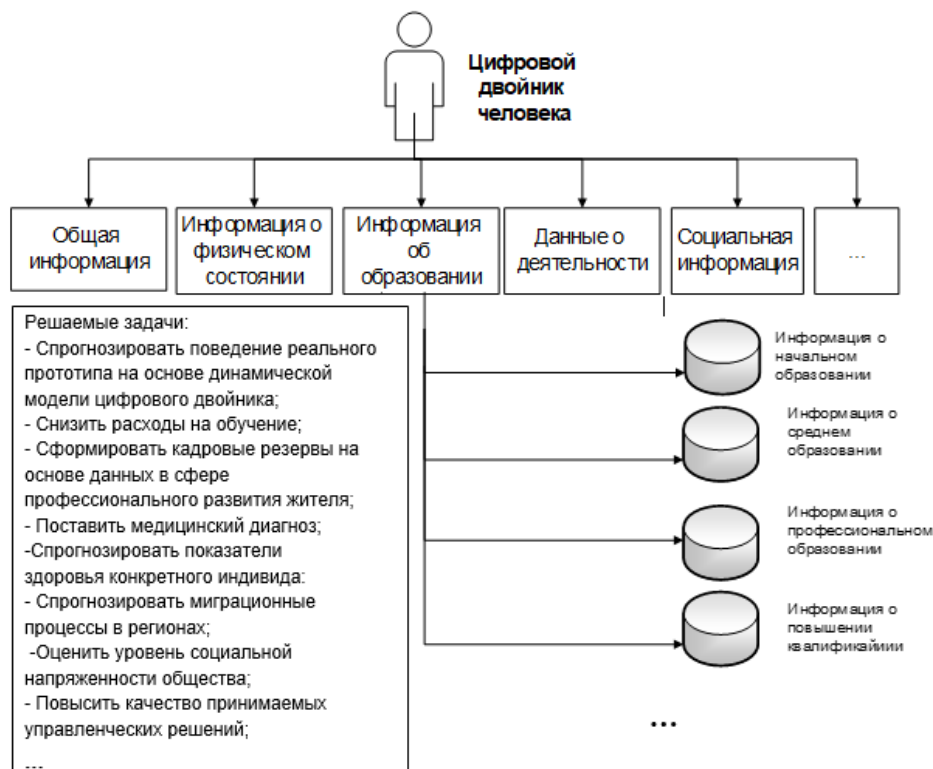 Цифровой
двойник
человека
Общая
информация
Информация о
физическом
состоянии
Информация
об
образовании
Данные о
деятельности
Социальная
информация
...
Решаемые задачи:
- Спрогнозировать поведение реального
прототипа на основе динамической
модели цифрового двойника;
- Снизить расходы на обучение;
- Сформировать кадровые резервы на
основе данных в сфере
профессионального развития жителя;
- Поставить медицинский диагноз;
-Спрогнозировать показатели
здоровья конкретного индивида:
- Спрогнозировать миграционные
процессы в регионах;
-Оценить уровень социальной
напряженности общества;
- Повысить качество принимаемых
управленческих решений;
...
Информация о
начальном
образовании
Информация о
среднем
образовании
Информация о
профессиональном
образовании
Информация о
повышении
квалификайиии
...